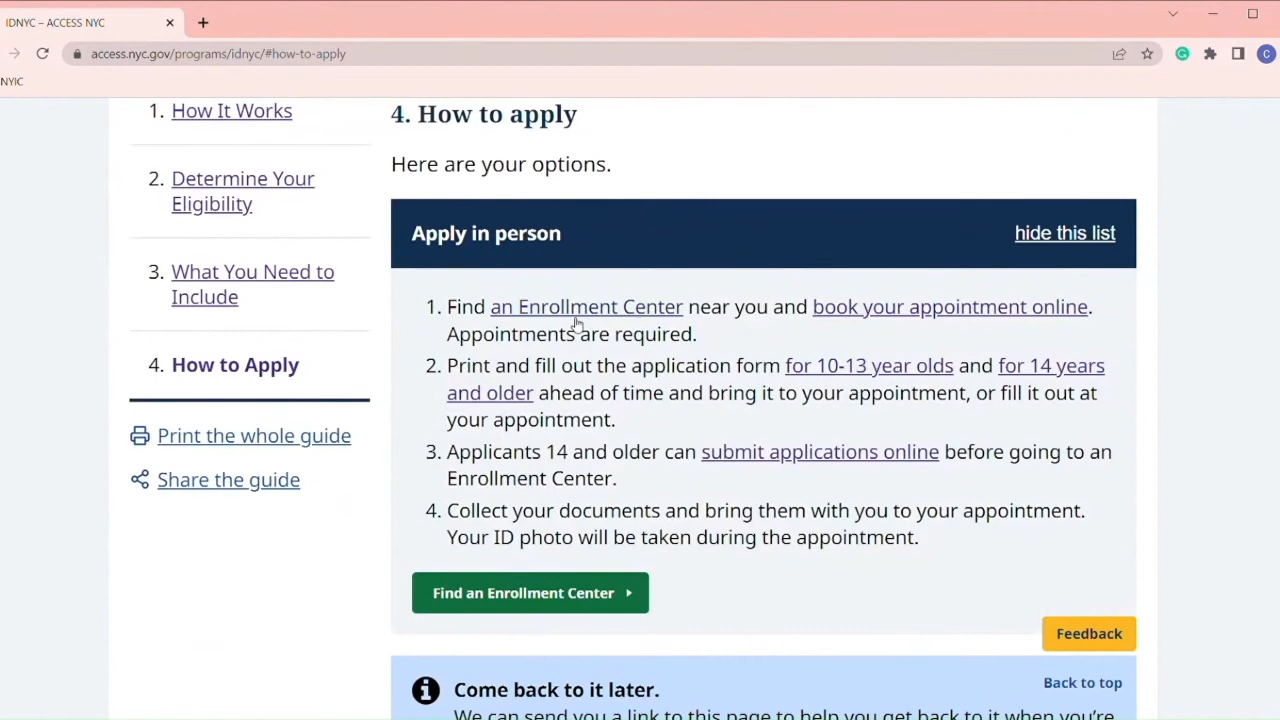 IDNYC – ACCESS NYC
access.nyc.gov/programs/idnyc/#how-to-apply
C
NYIC
1. How It Works
2. Determine Your
Eligibility
3. What You Need to
Include
4. How to Apply
Print the whole guide
Share the guide
4. How to apply
Here are your options.
Apply in person
hide this list
1. Find an Enrollment Center near you and book your appointment online.
Appointments are required.
2. Print and fill out the application form for 10-13 year olds and for 14 years
and older ahead of time and bring it to your appointment, or fill it out at
your appointment.
3. Applicants 14 and older can submit applications online before going to an
Enrollment Center.
4. Collect your documents and bring them with you to your appointment.
Your ID photo will be taken during the appointment.
Find an Enrollment Center
Feedback
Come back to it later.
Back to top
We can send you a link to this page to help you get back to it when you're